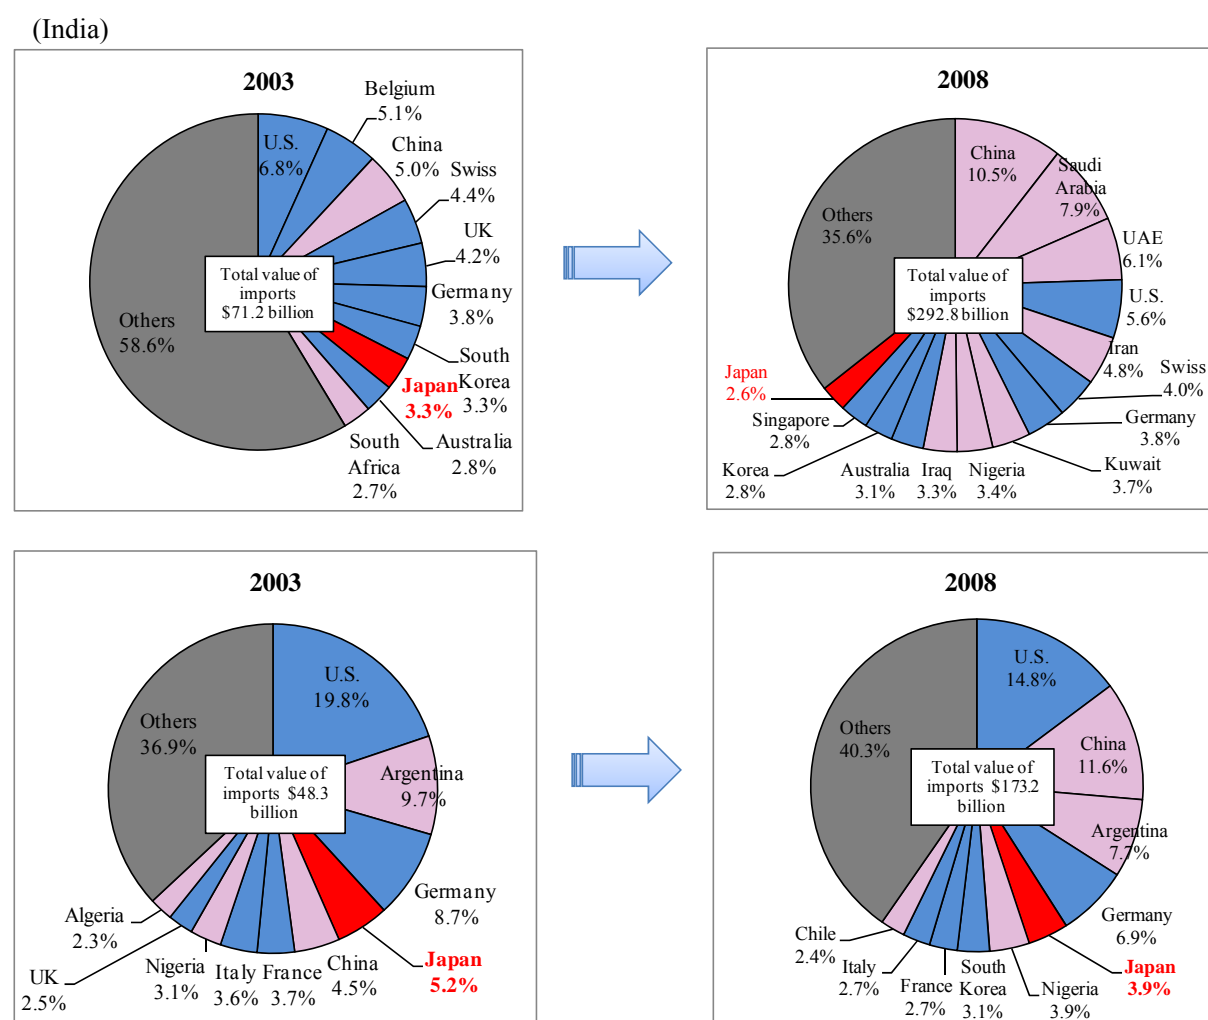 (India)
2003
U.S.
6.8%
Belgium
5.1%
China
5.0%
Swiss
4.4%
UK
4.2%
Germany
3.8%
South
Korea
3.3%
Japan
3.3%
Australia
2.8%
South
Africa
2.7%
Others
58.6%
Total value of
imports
$71.2 billion
2008
China
10.5%
Saudi
Arabia
7.9%
UAE
6.1%
U.S.
5.6%
Iran
4.8%
Swiss
4.0%
Germany
3.8%
Kuwait
3.7%
Nigeria
3.4%
Iraq
3.3%
Australia
3.1%
Korea
2.8%
Singapore
2.8%
Japan
2.6%
Others
35.6%
Total value of
imports
$292.8 billion
2003
U.S.
19.8%
Argentina
9.7%
Germany
8.7%
Japan
5.2%
China
4.5%
France
3.7%
Italy
3.6%
Nigeria
3.1%
UK
2.5%
Algeria
2.3%
Others
36.9%
Total value of
imports $48.3
billion
2008
U.S.
14.8%
China
11.6%
Argentina
7.7%
Germany
6.9%
Japan
3.9%
Nigeria
3.9%
South
Korea
3.1%
France
2.7%
Italy
2.7%
Chile
2.4%
Others
40.3%
Total value of
imports $173.2
billion